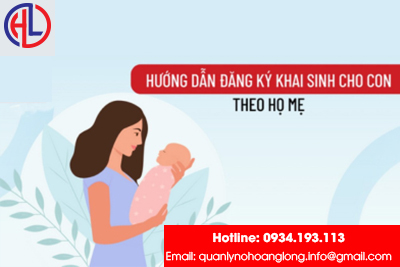 HL
HƯỚNG DẪN ĐĂNG KÝ KHAI SINH CHO CON
THEO HỌ MẸ
Hotline: 0934.193.113
Email: quanlynohoanglong.info@gmail.com